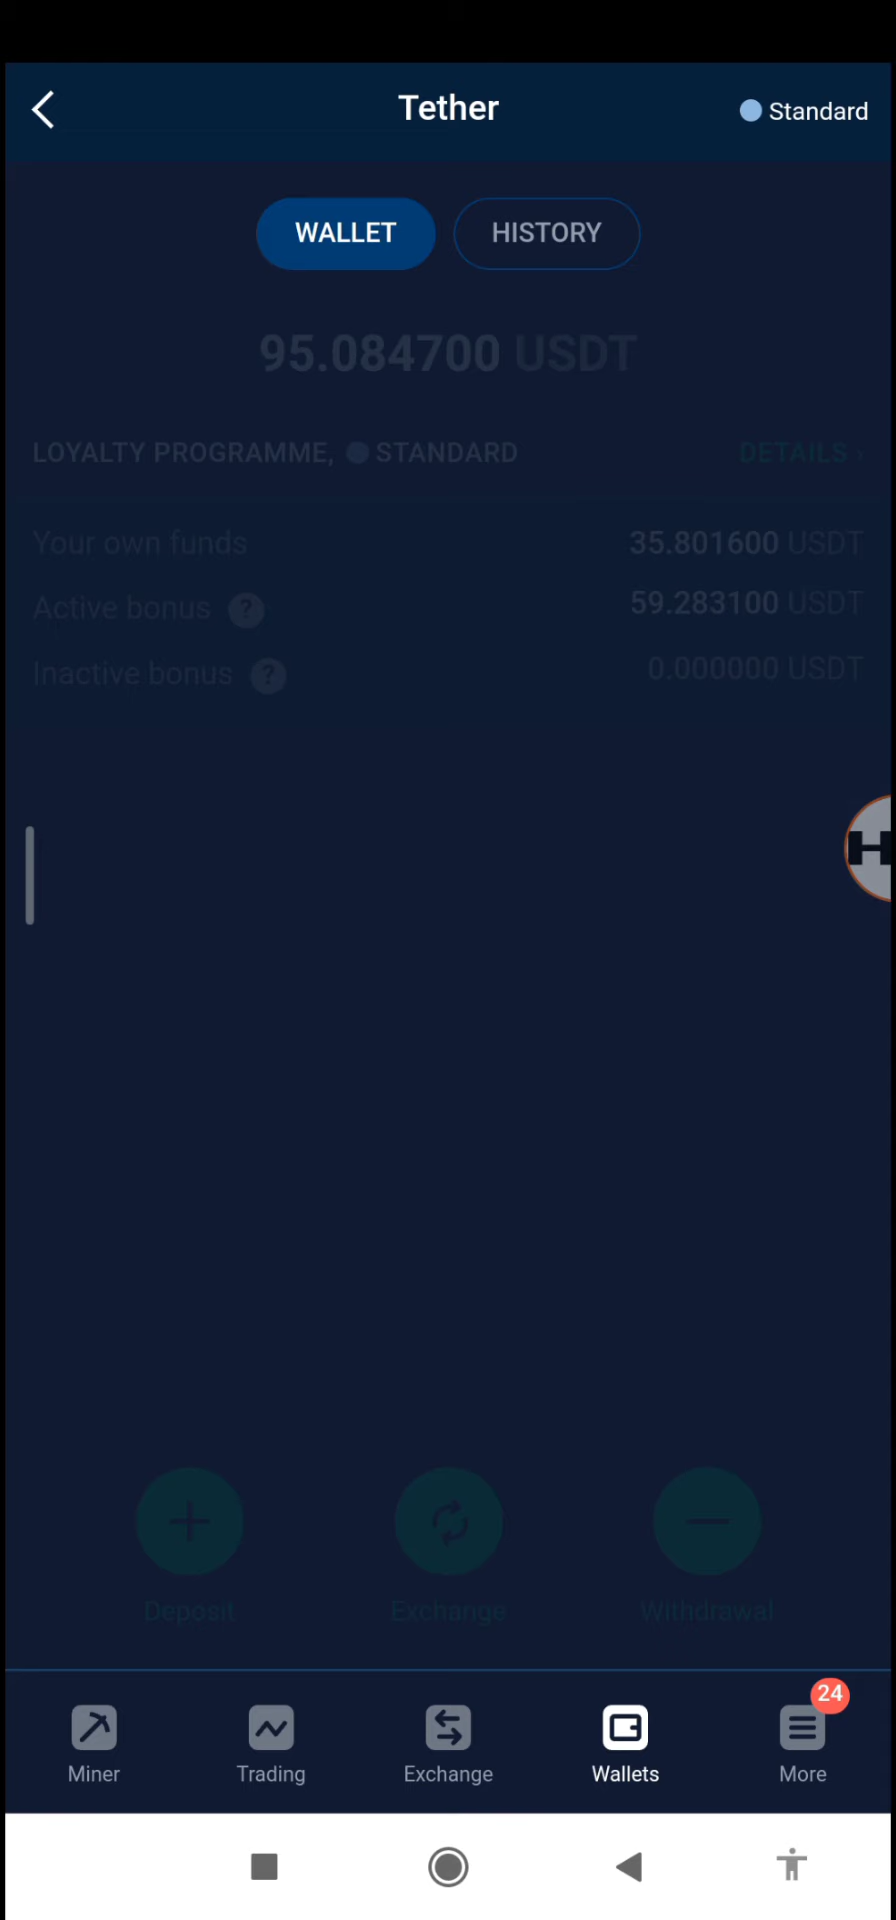 Tether
Standard
WALLET
HISTORY
95.084700 USDT
LOYALTY PROGRAMME, STANDARD
DETAILS ›
Your own funds
35.801600 USDT
Active bonus ?
59.283100 USDT
Inactive bonus ?
0.000000 USDT
H
Deposit
Exchange
Withdrawal
24
Miner
Trading
Exchange
Wallets
More